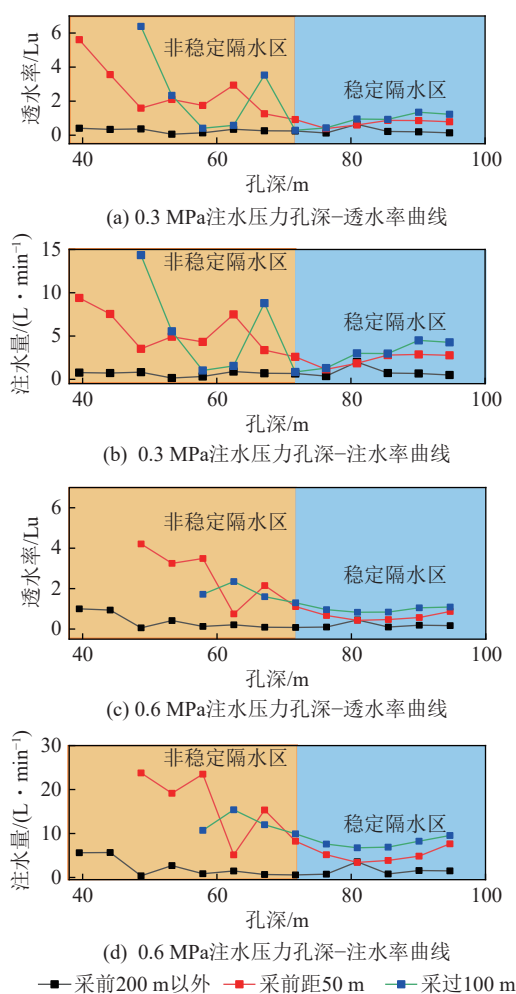 透水率/Lu
6
4
2
0
非稳定隔水区
稳定隔水区
40
60
80
100
孔深/m
(a) 0.3 MPa注水压力孔深−透水率曲线
注水量/(L・min⁻¹)
15
10
5
0
非稳定隔水区
稳定隔水区
40
60
80
100
孔深/m
(b) 0.3 MPa注水压力孔深−注水率曲线
透水率/Lu
6
4
2
0
非稳定隔水区
稳定隔水区
40
60
80
100
孔深/m
(c) 0.6 MPa注水压力孔深−透水率曲线
注水量/(L・min⁻¹)
30
20
10
0
非稳定隔水区
稳定隔水区
40
60
80
100
孔深/m
(d) 0.6 MPa注水压力孔深−注水率曲线
采前200 m以外 采前距50 m 采过100 m